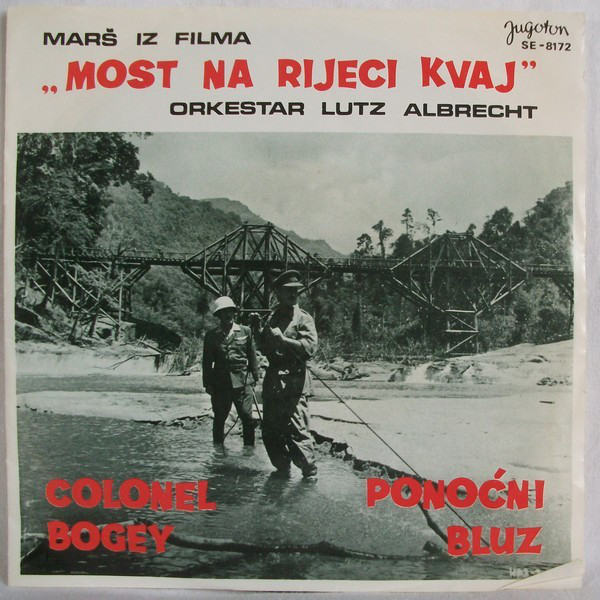 Jugoton
SE-8172
MARŠ IZ FILMA
„MOST NA RIJECI KVAJ”
ORKESTAR LUTZ ALBRECHT
COLONEL
BOGEY
PONOĆNI
BLUZ